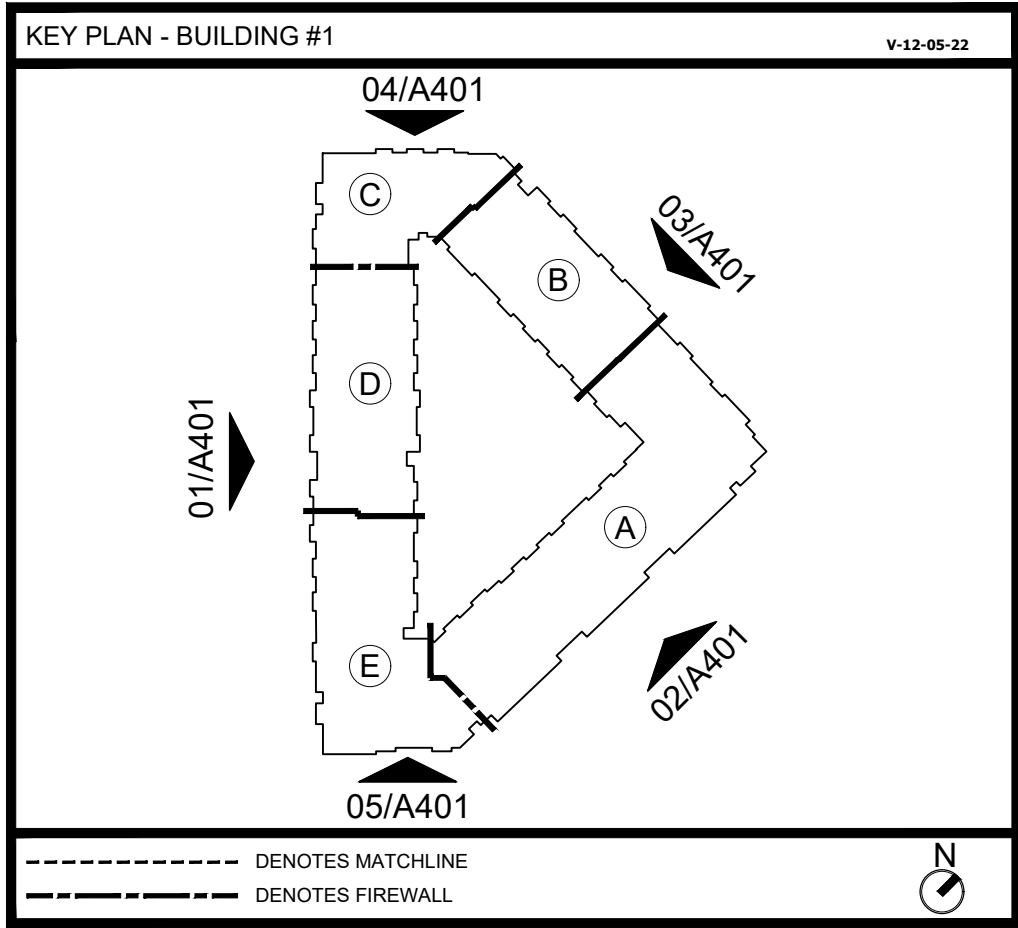 KEY PLAN - BUILDING #1
V-12-05-22
04/A401
C
03/A401
B
D
01/A401
A
E
02/A401
05/A401
DENOTES MATCHLINE
DENOTES FIREWALL
N